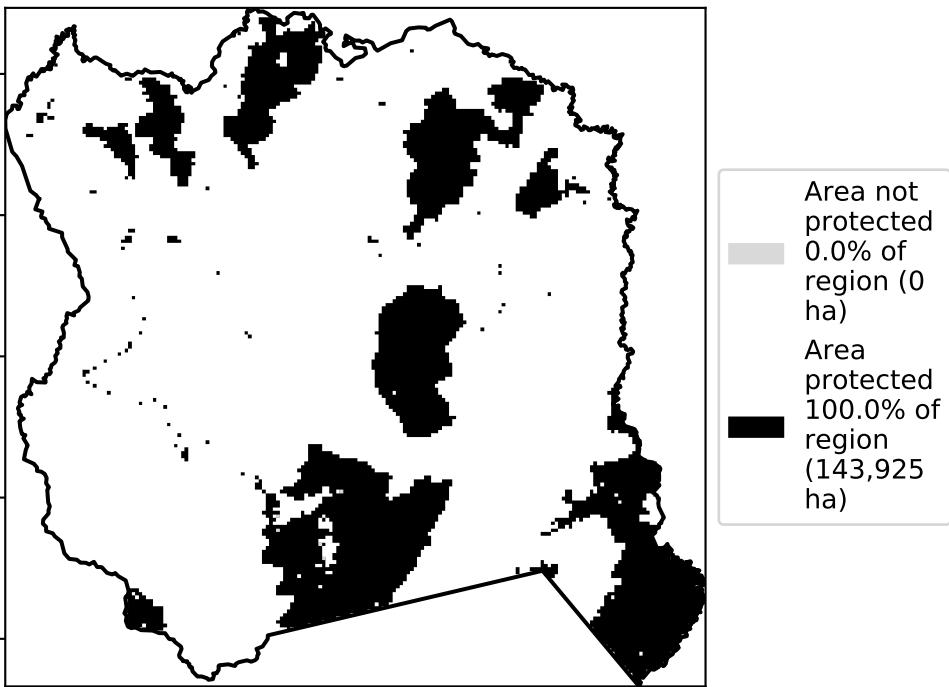 Area not
protected
0.0% of
region (0
ha)
Area
protected
100.0% of
region
(143,925
ha)